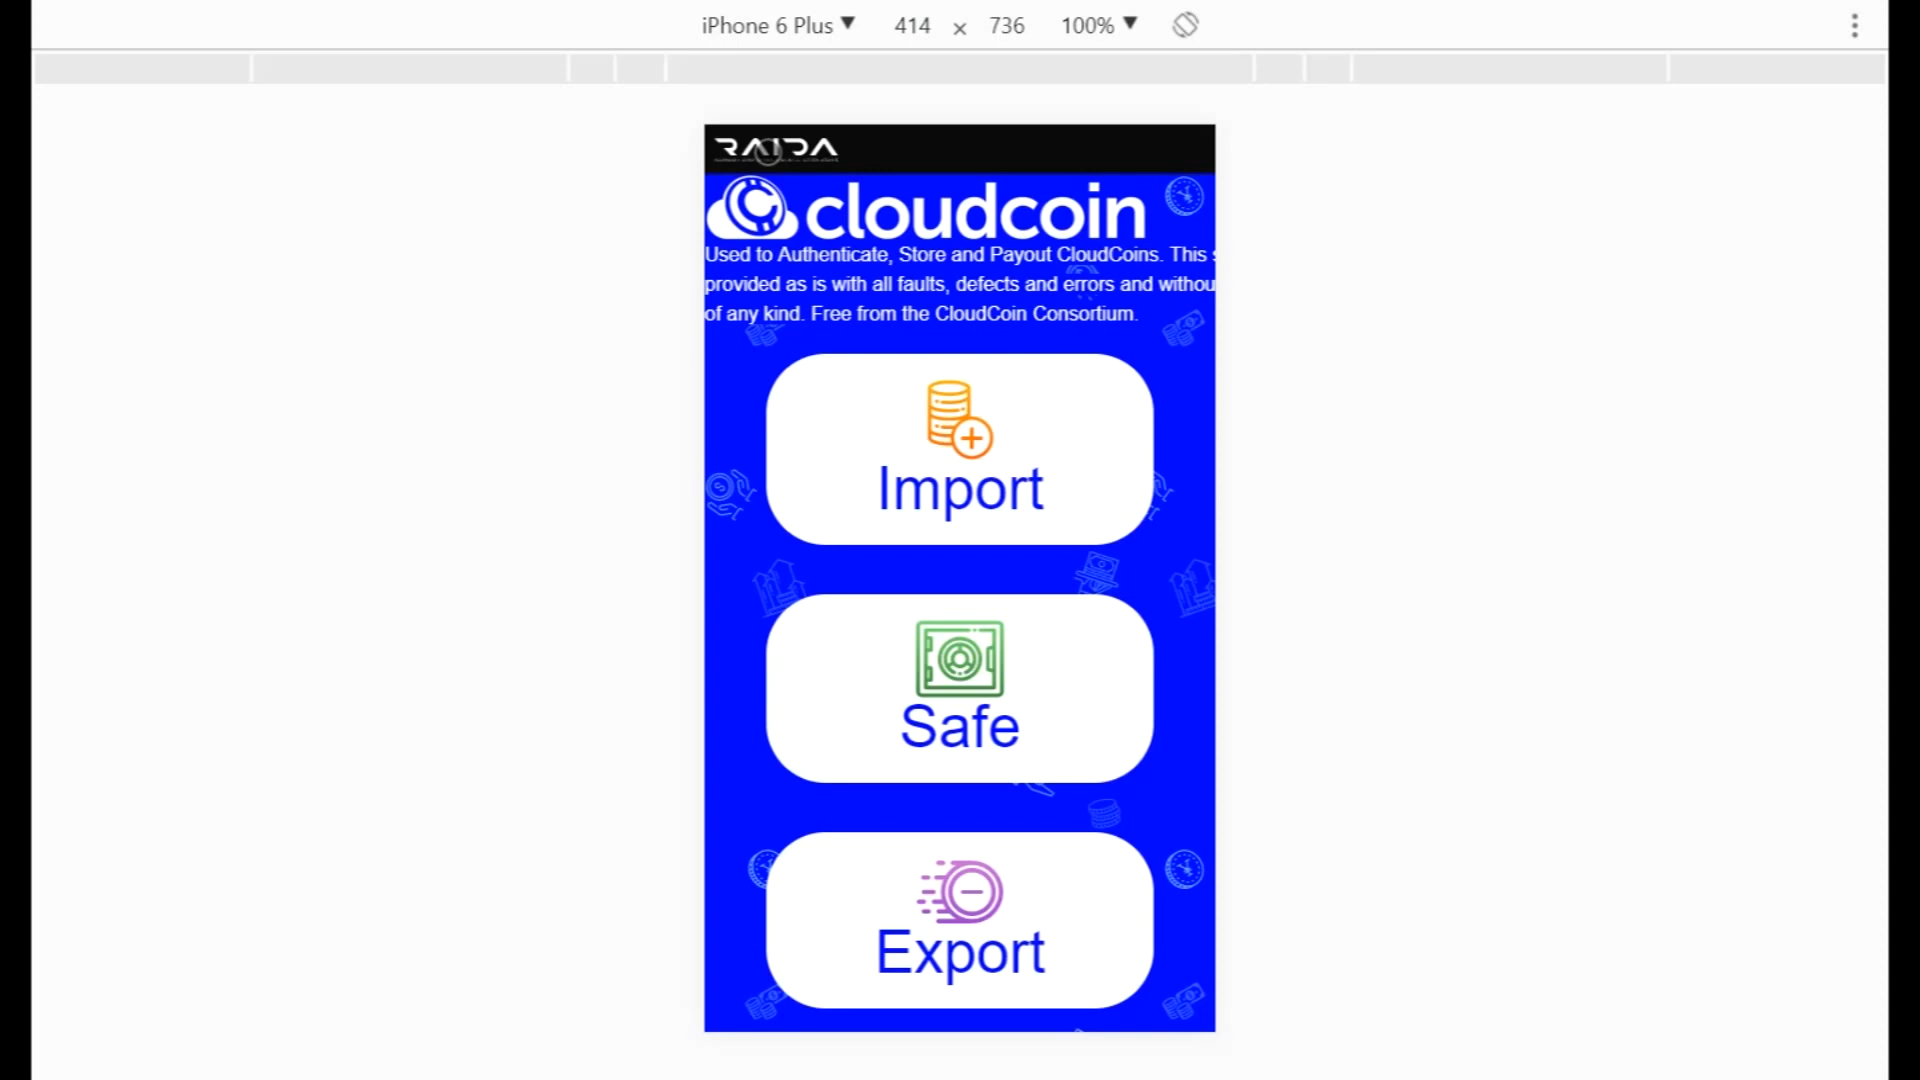 iPhone 6 Plus 414 x 736 100%
RAIDA
cloudcoin
Used to Authenticate, Store and Payout CloudCoins. This
provided as is with all faults, defects and errors and withou
of any kind. Free from the CloudCoin Consortium.
Import
Safe
Export